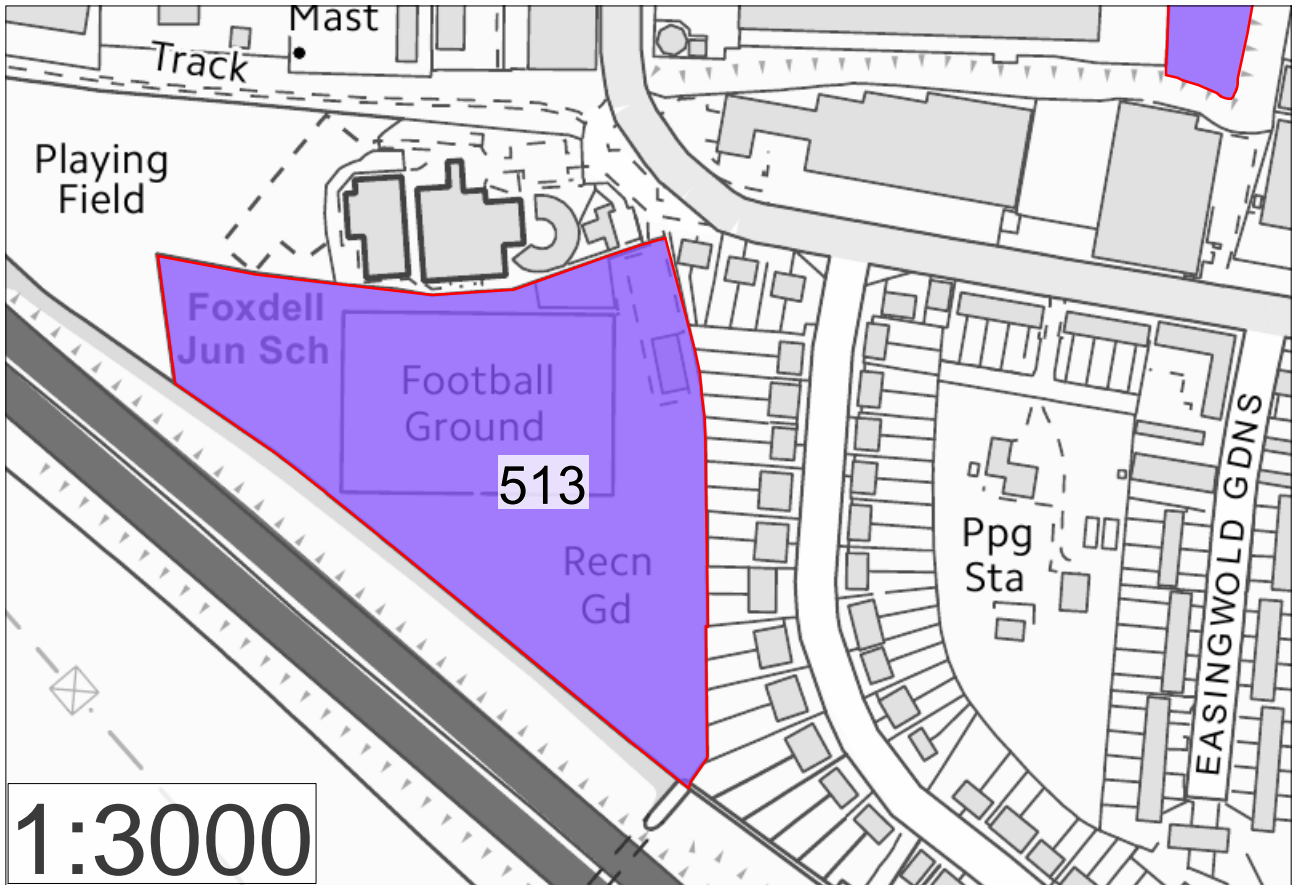 Mast
Track
Playing
Field
Foxdell
Jun Sch
Football
Ground
513
Recn
Gd
Ppg
Sta
EASINGWOLD GDNS
1:3000